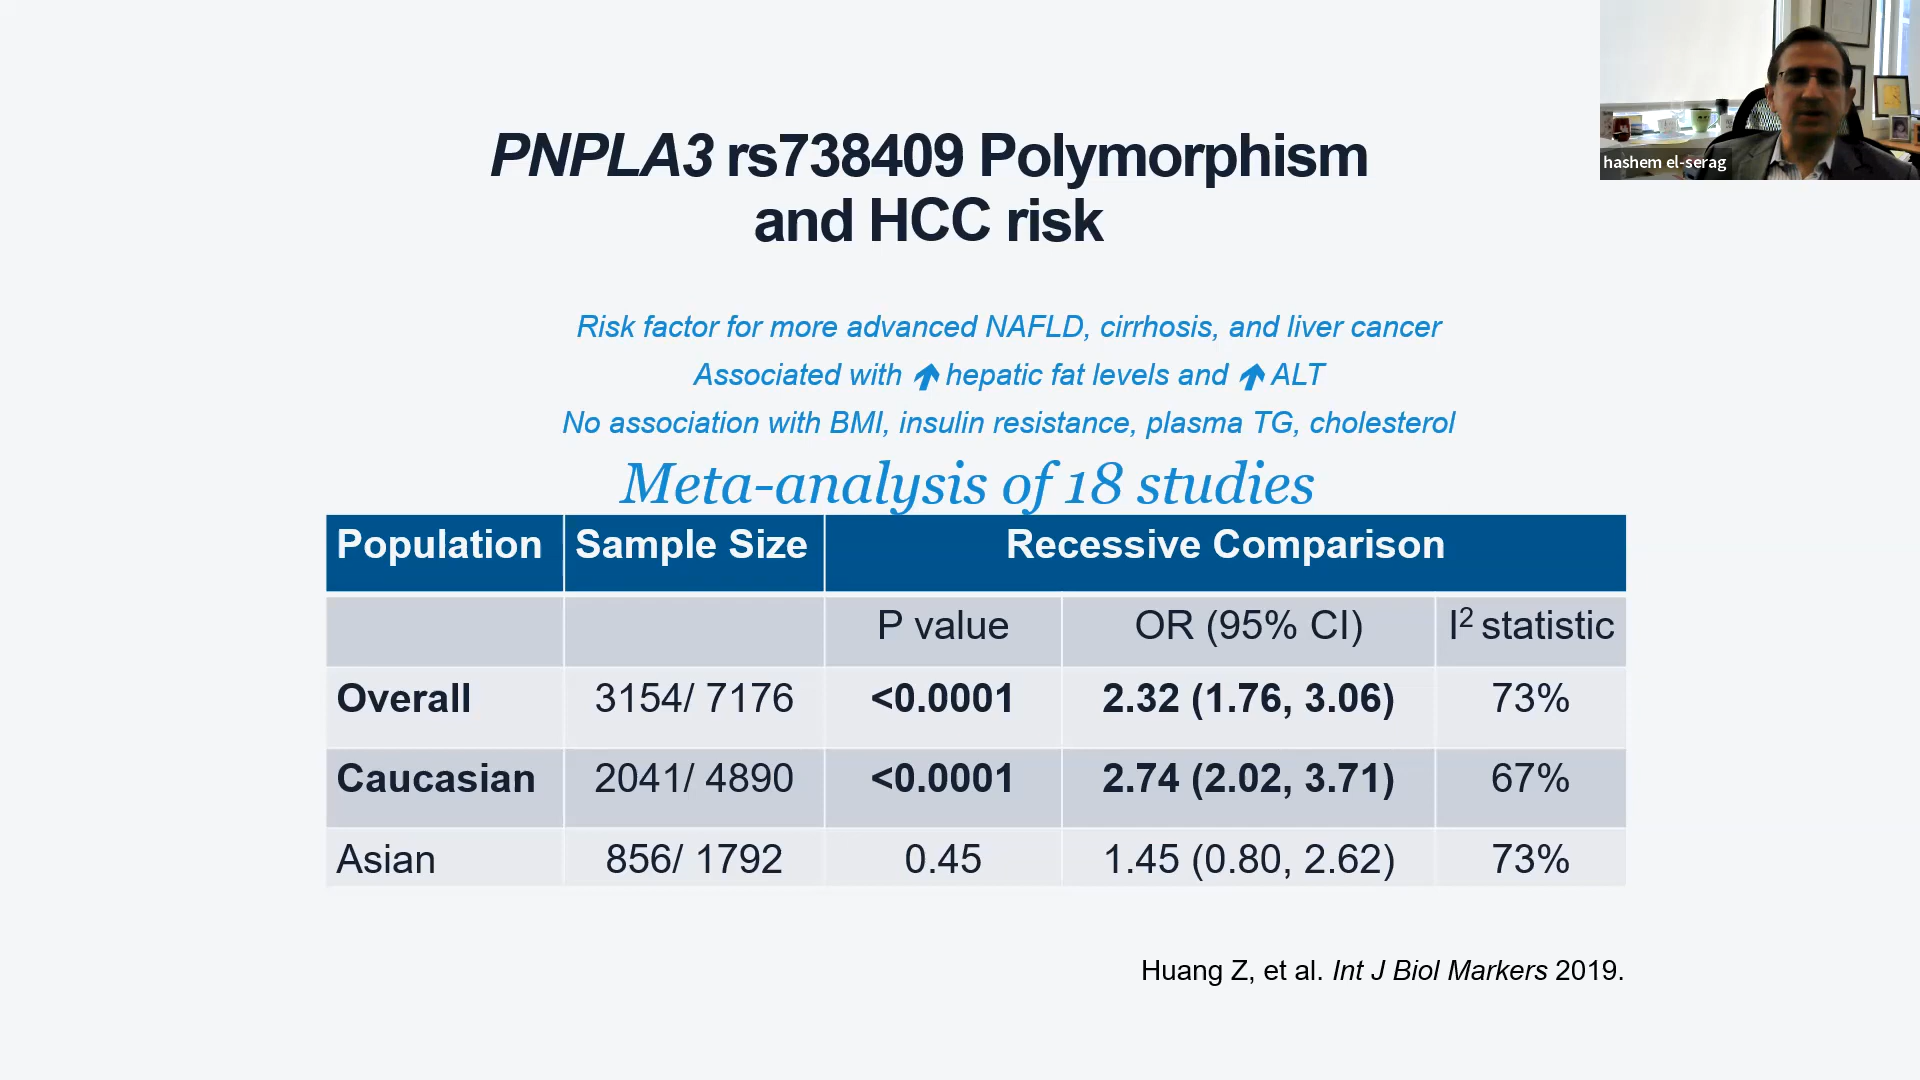 PNPLA3 rs738409 Polymorphism
and HCC risk
hashem el-serag
Risk factor for more advanced NAFLD, cirrhosis, and liver cancer
Associated with ↑ hepatic fat levels and ↑ ALT
No association with BMI, insulin resistance, plasma TG, cholesterol
Meta-analysis of 18 studies
Population Sample Size Recessive Comparison
P value OR (95% CI) I² statistic
Overall 3154/ 7176 <0.0001 2.32 (1.76, 3.06) 73%
Caucasian 2041/ 4890 <0.0001 2.74 (2.02, 3.71) 67%
Asian 856/ 1792 0.45 1.45 (0.80, 2.62) 73%
Huang Z, et al. Int J Biol Markers 2019.